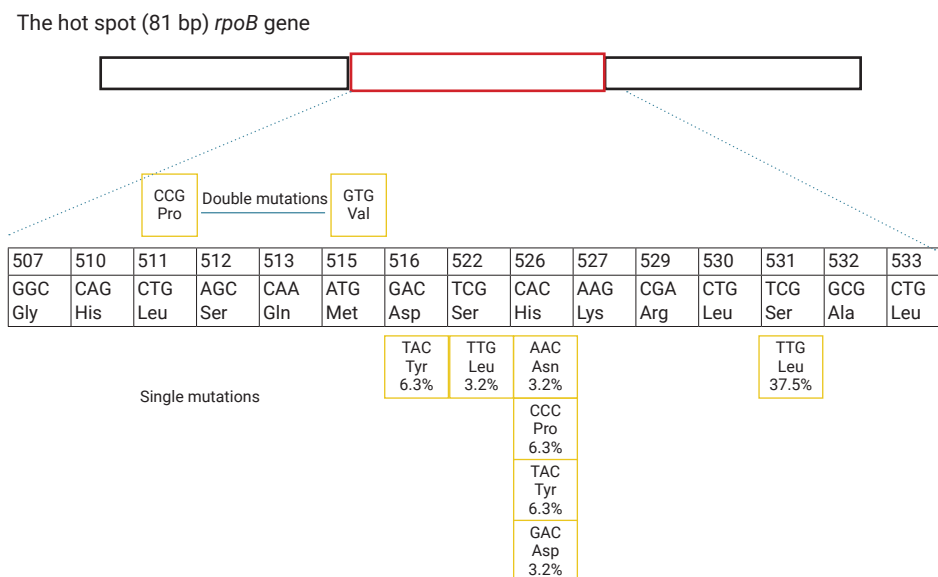 The hot spot (81 bp) rpoB gene
CCG
Pro
Double mutations
GTG
Val
507 510 511 512 513 515 516 522 526 527 529 530 531 532 533
GGC CAG CTG AGC CAA ATG GAC TCG CAC AAG CGA CTG TCG GCG CTG
Gly His Leu Ser Gln Met Asp Ser His Lys Arg Leu Ser Ala Leu
TAC TTG AAC TTG
Tyr Leu Asn Leu
6.3% 3.2% 3.2% 37.5%
Single mutations
CCC
Pro
6.3%
TAC
Tyr
6.3%
GAC
Asp
3.2%